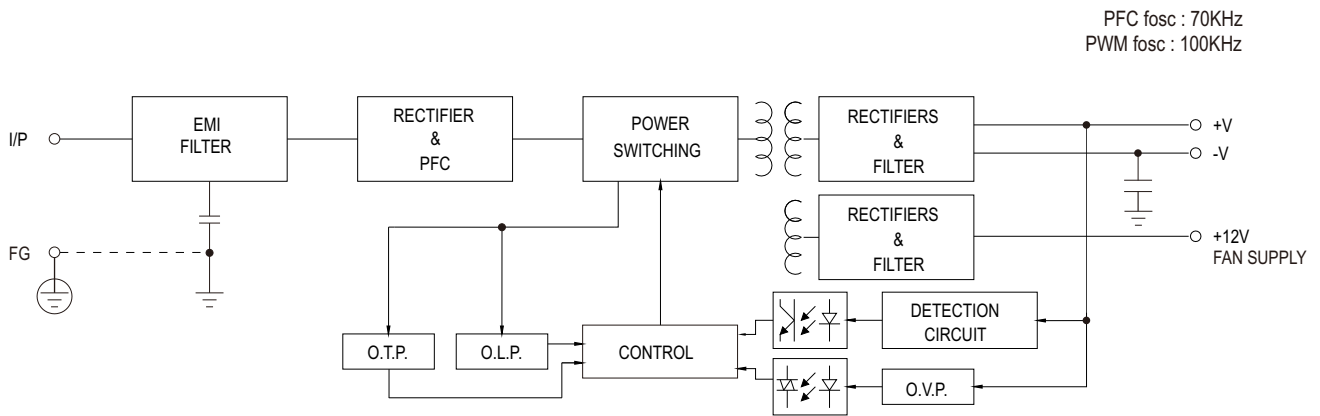 PFC fosc : 70KHz
PWM fosc : 100KHz
I/P
EMI
FILTER
RECTIFIER
&
PFC
POWER
SWITCHING
RECTIFIERS
&
FILTER
+V
-V
RECTIFIERS
&
FILTER
+12V
FAN SUPPLY
FG
O.T.P.
O.L.P.
CONTROL
DETECTION
CIRCUIT
O.V.P.